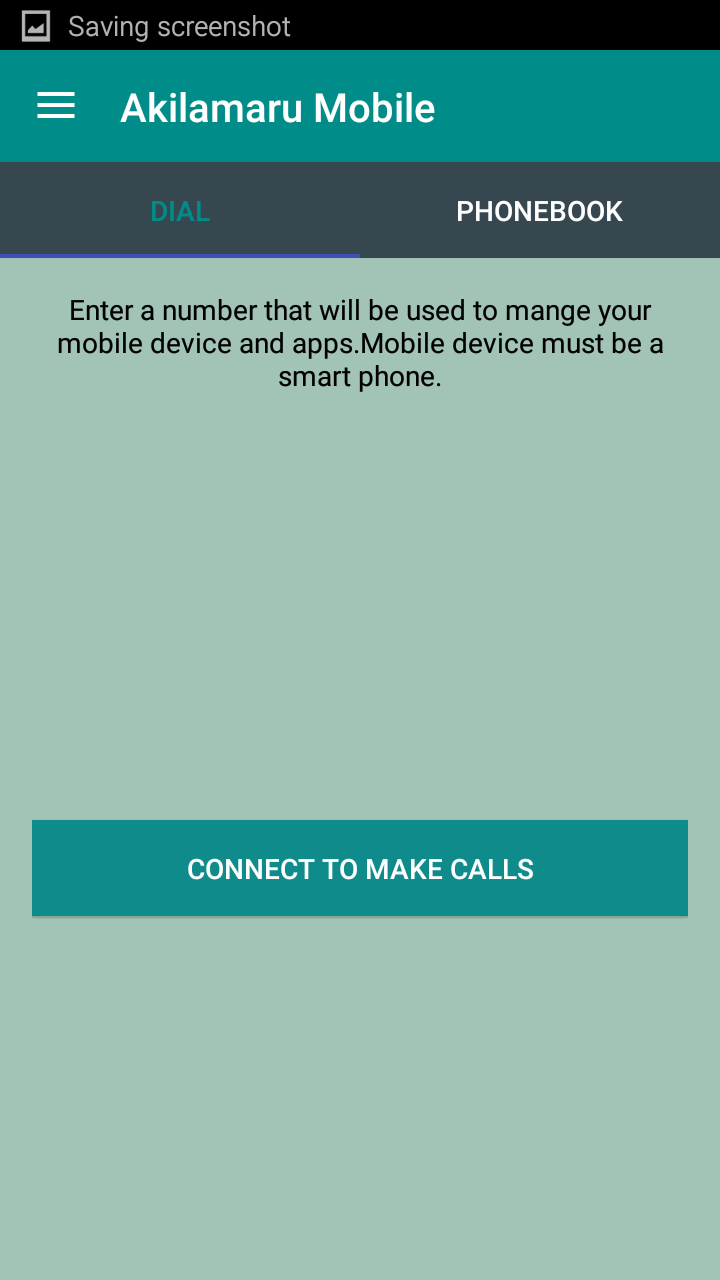 Saving screenshot
Akilamaru Mobile
DIAL
PHONEBOOK
Enter a number that will be used to mange your
mobile device and apps.Mobile device must be a
smart phone.
CONNECT TO MAKE CALLS